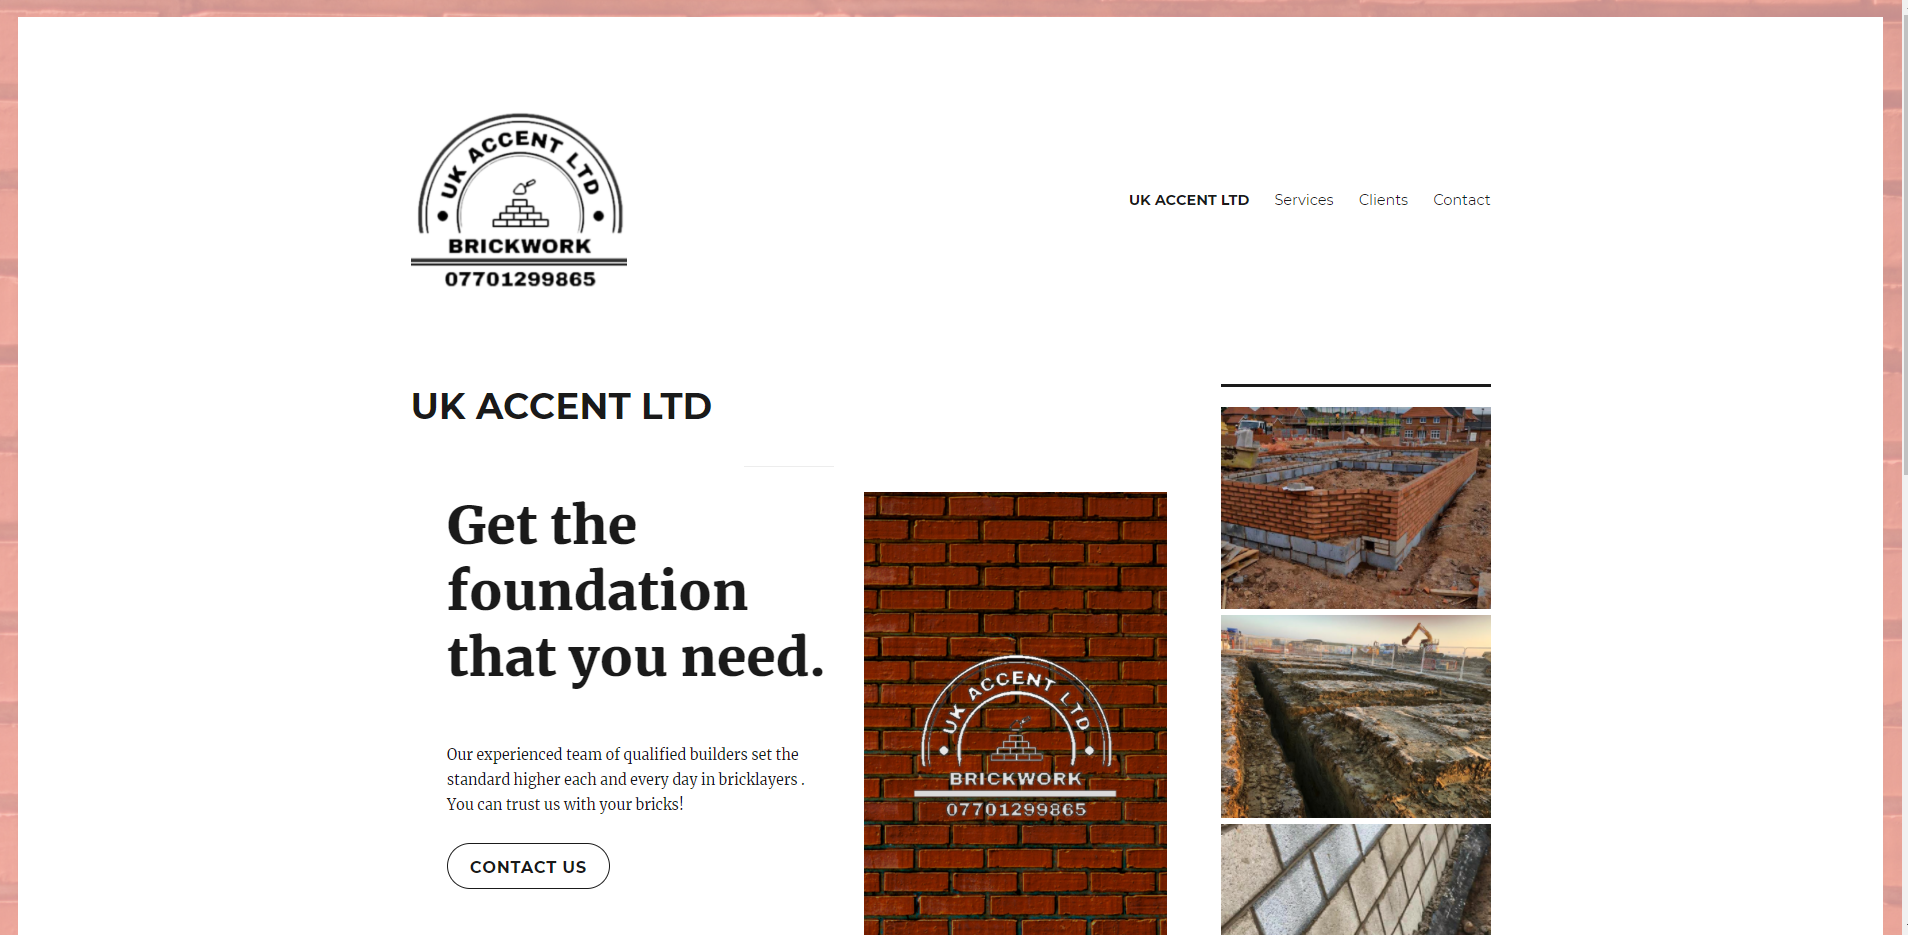 UK ACCENT LTD
BRICKWORK
07701299865
UK ACCENT LTD Services Clients Contact
UK ACCENT LTD
Get the
foundation
that you need.
Our experienced team of qualified builders set the
standard higher each and every day in bricklayers .
You can trust us with your bricks!
CONTACT US
UK ACCENT LTD
BRICKWORK
07701299865